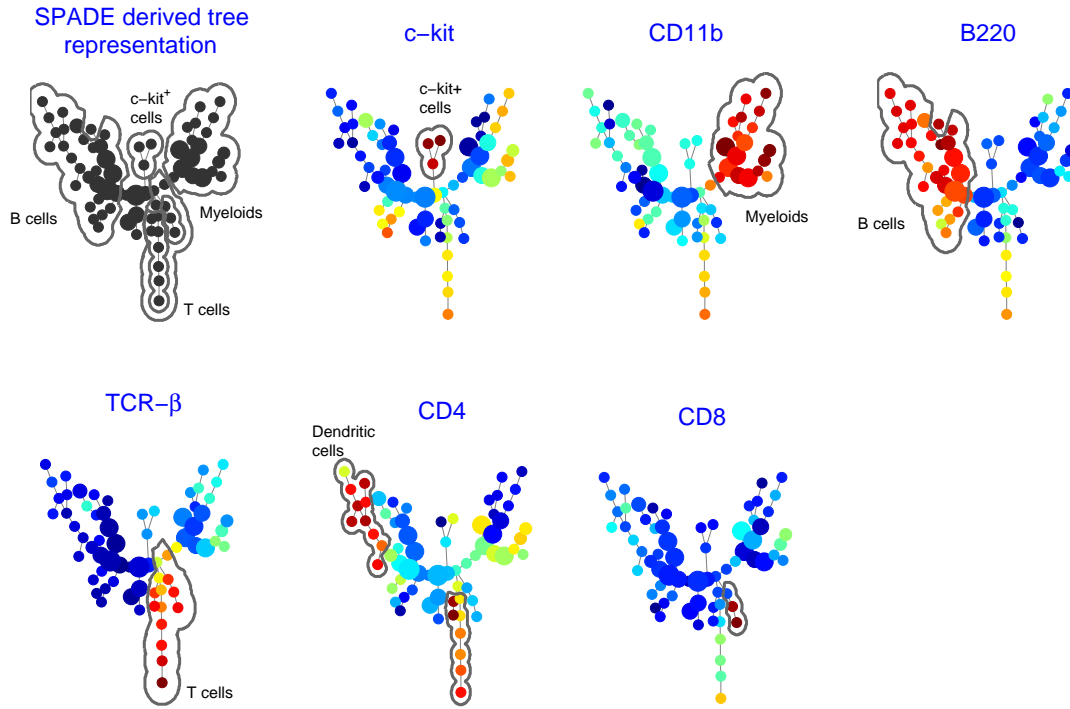 SPADE derived tree
representation
c−kit
CD11b
B220
c−kit+
cells
c−kit+
cells
B cells
Myeloids
T cells
Myeloids
B cells
TCR−β
CD4
CD8
Dendritic
cells
T cells